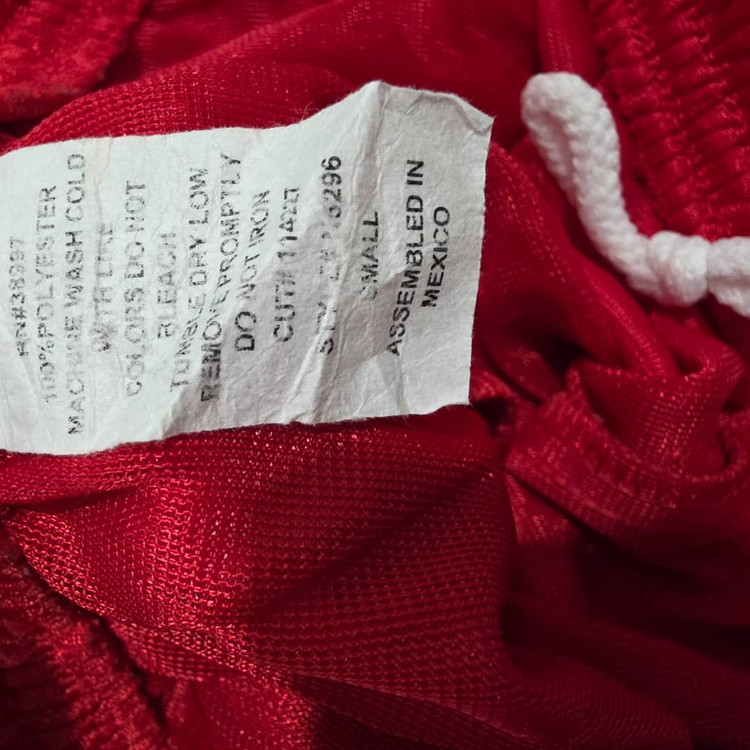 100% POLYESTER
MACHINE WASH COLD
WITH LIKE
COLORS DO NOT
BLEACH
TUMBLE DRY LOW
REMOVE PROMPTLY
DO NOT IRON
CUT#
SMALL
ASSEMBLED IN
MEXICO